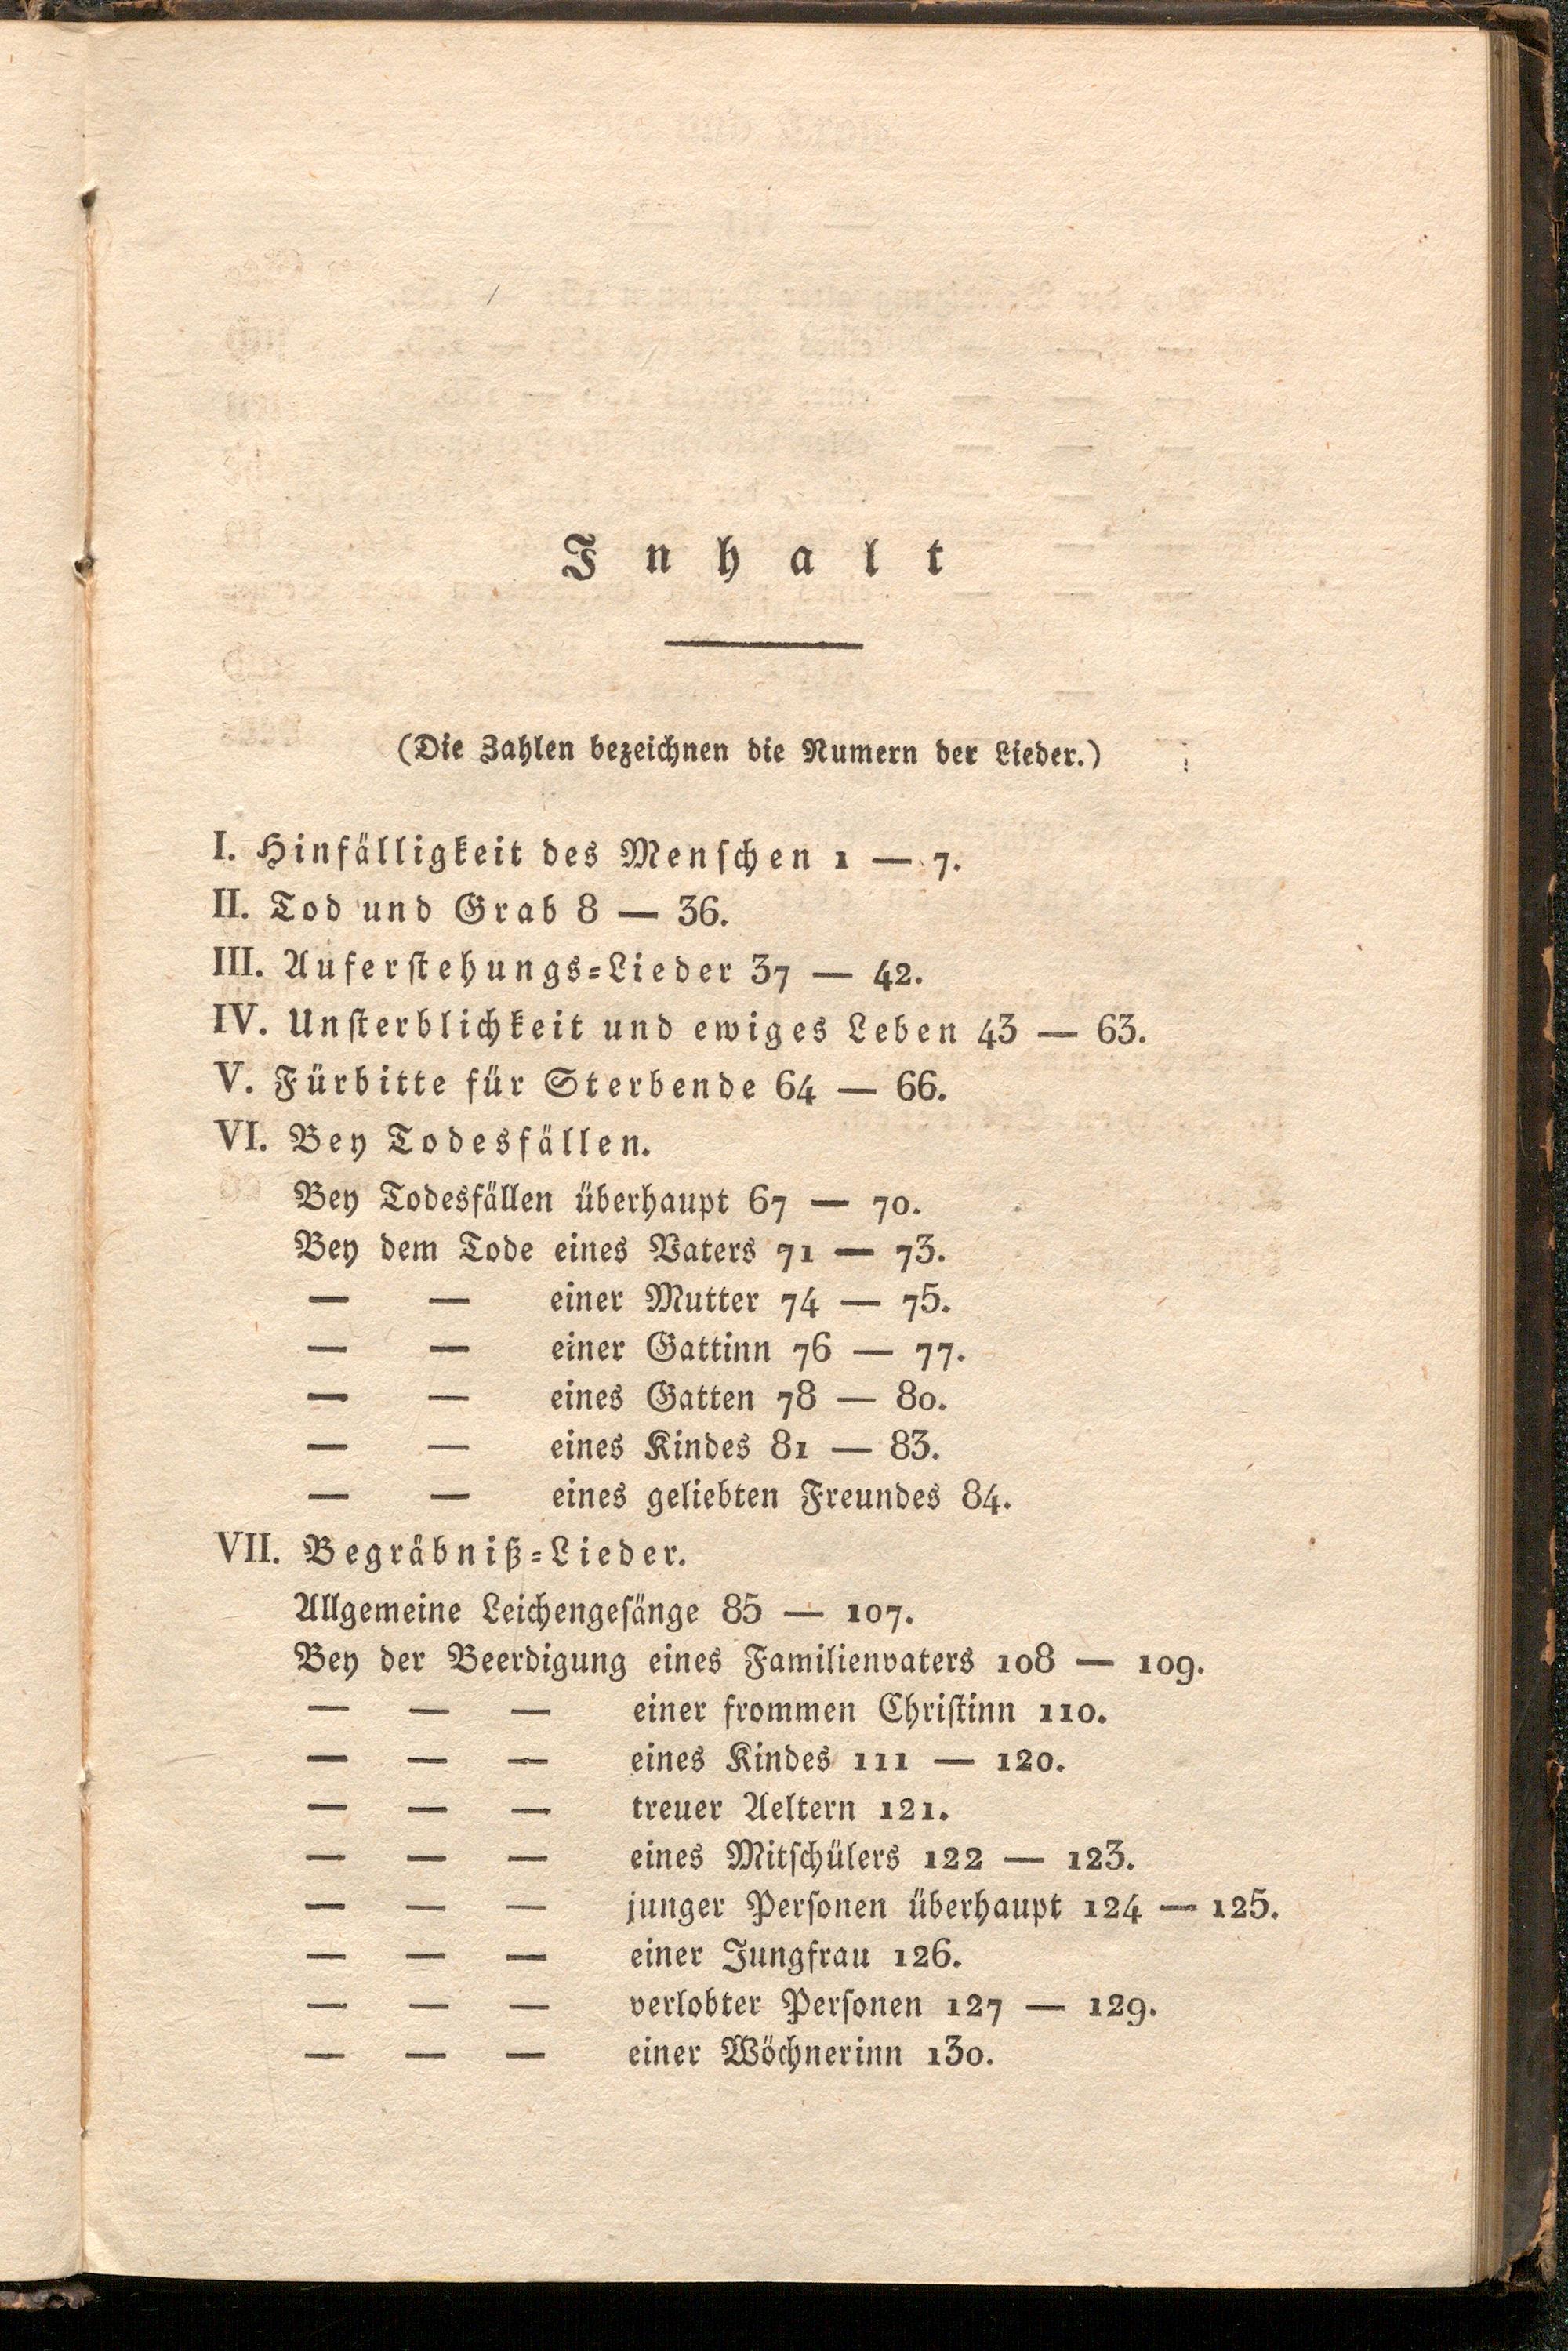 Inhalt
(Die Zahlen bezeichnen die Numern der Lieder.)
I. Hinfälligkeit des Menschen 1 — 7.
II. Tod und Grab 8 — 36.
III. Auferstehungs-Lieder 37 — 42.
IV. Unsterblichkeit und ewiges Leben 43 — 63.
V. Fürbitte für Sterbende 64 — 66.
VI. Bey Todesfällen.
Bey Todesfällen überhaupt 67 — 70.
Bey dem Tode eines Vaters 71 — 73.
— — einer Mutter 74 — 75.
— — einer Gattinn 76 — 77.
— — eines Gatten 78 — 80.
— — eines Kindes 81 — 83.
— — eines geliebten Freundes 84.
VII. Begräbniß-Lieder.
Allgemeine Leichengesänge 85 — 107.
Bey der Beerdigung eines Familienvaters 108 — 109.
— — — einer frommen Christinn 110.
— — — eines Kindes 111 — 120.
— — — treuer Aeltern 121.
— — — eines Mitschülers 122 — 123.
— — — junger Personen überhaupt 124 — 125.
— — — einer Jungfrau 126.
— — — verlobter Personen 127 — 129.
— — — einer Wöchnerinn 130.